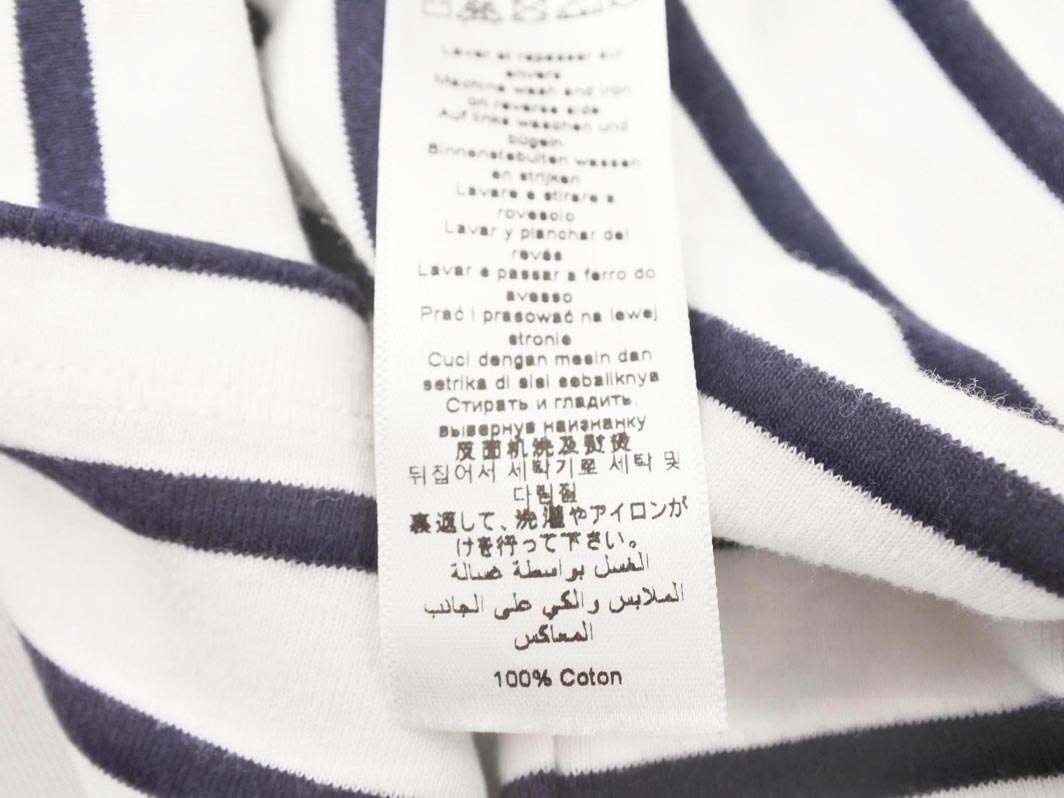 Laver et repasser sur
envers
Machine wash and iron
on reverse side
Auf links waschen und
bügeln
Binnenstebuiten wassen
en strijken
Lavare e stirare a
rovescio
Lavar y planchar del
revés
Lavar e passar a ferro do
avesso
Prać i prasować na lewej
stronie
Cuci dengan mesin dan
setrika di sisi sebaliknya
Стирать и гладить,
вывернув наизнанку
反面机洗及熨烫
뒤집어서 세탁기로 세탁 및
다림질
裏返して、洗濯やアイロンが
けを行って下さい。
الغسل بواسطة غسالة
الملابس والكي على الجانب
المعاكس
100% Coton